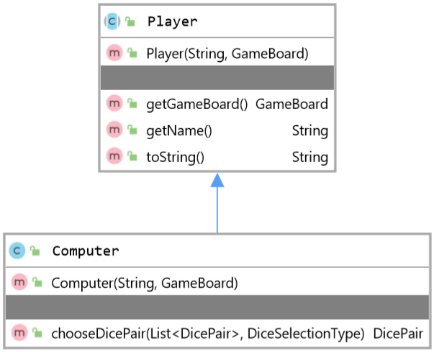 C Player
m Player(String, GameBoard)
m getGameBoard() GameBoard
m getName() String
m toString() String
C Computer
m Computer(String, GameBoard)
m chooseDicePair(List<DicePair>, DiceSelectionType) DicePair